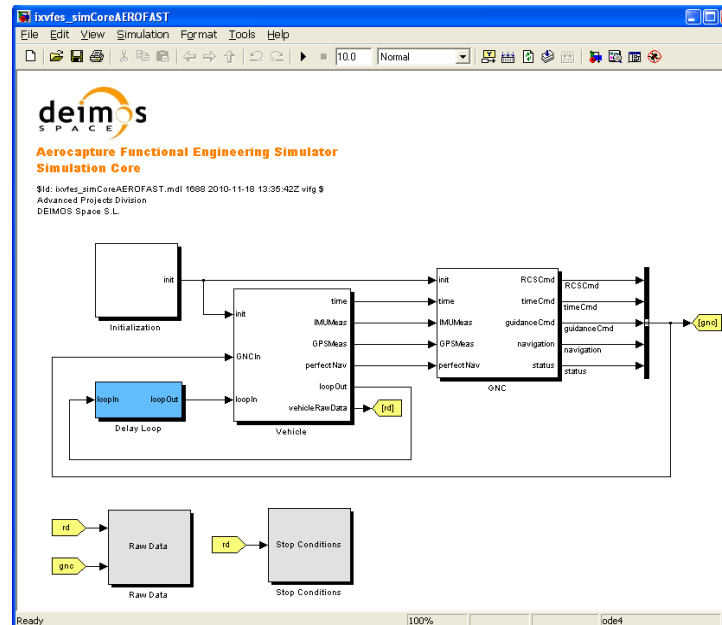 ixvfes_simCoreAEROFAST
File Edit View Simulation Format Tools Help
10.0 Normal
deimos
SPACE
Aerocapture Functional Engineering Simulator
Simulation Core
$Id: ixvfes_simCoreAEROFAST.mdl 1688 2010-11-18 13:35:42Z vifg $
Advanced Projects Division
DEIMOS Space S.L.
init
Initialization
init
GNCIn
loopIn
time
IMUMeas
GPSMeas
perfectNav
loopOut
vehicleRawData
Vehicle
init
time
IMUMeas
GPSMeas
perfectNav
RCSCmd
timeCmd
guidanceCmd
navigation
status
GNC
RCSCmd
timeCmd
guidanceCmd
navigation
status
[gnc]
loopIn loopOut
Delay Loop
[rd]
rd
gnc
Raw Data
Raw Data
rd
Stop Conditions
Stop Conditions
Ready 100% ode4